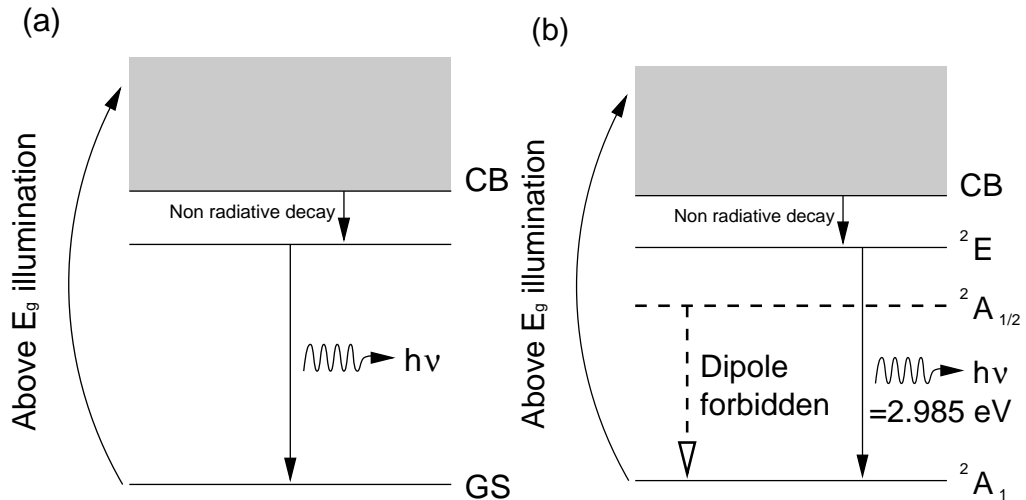 (a)
Above E_g illumination
CB
Non radiative decay
hν
GS
(b)
Above E_g illumination
CB
Non radiative decay
²E
²A_1/2
Dipole
forbidden
hν
=2.985 eV
²A₁